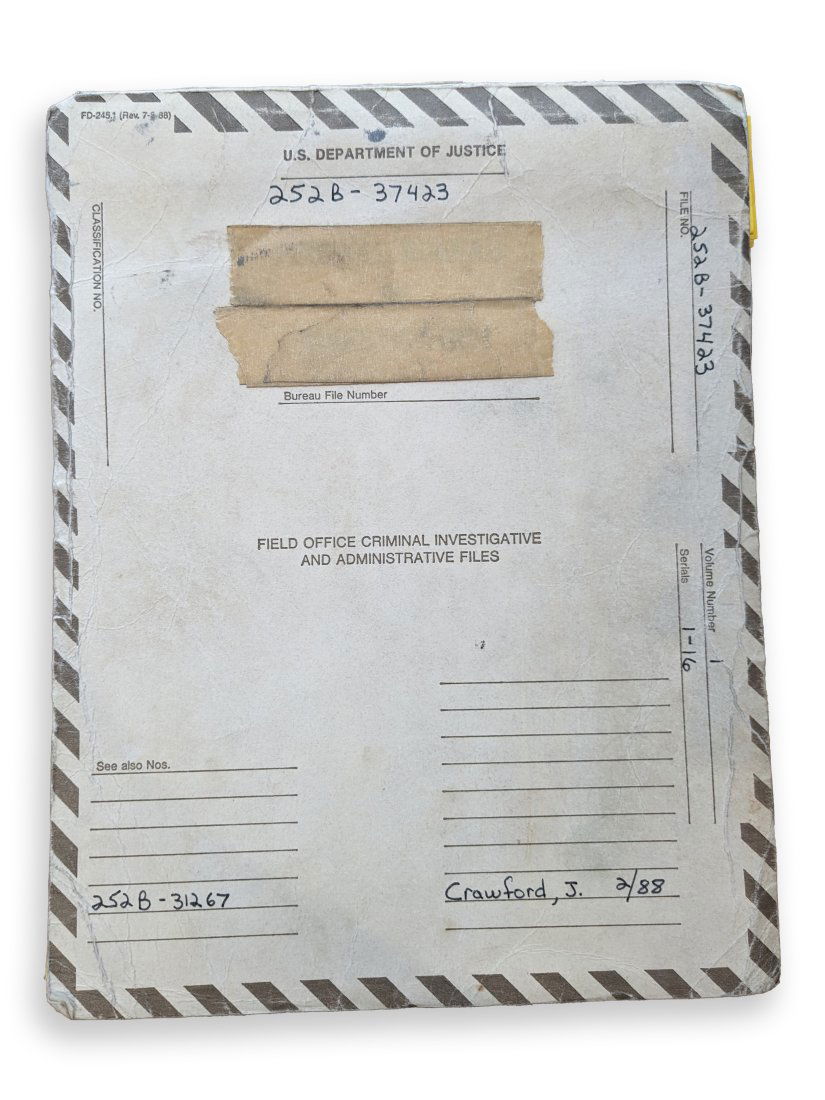 FD-245.1 (Rev. 7-8-88)
U.S. DEPARTMENT OF JUSTICE
252B-37423
CLASSIFICATION NO.
FILE NO.
252B-37423
Bureau File Number
FIELD OFFICE CRIMINAL INVESTIGATIVE
AND ADMINISTRATIVE FILES
Volume Number 1
Serials 1-16
See also Nos.
252B-31267
Crawford, J. 2/88